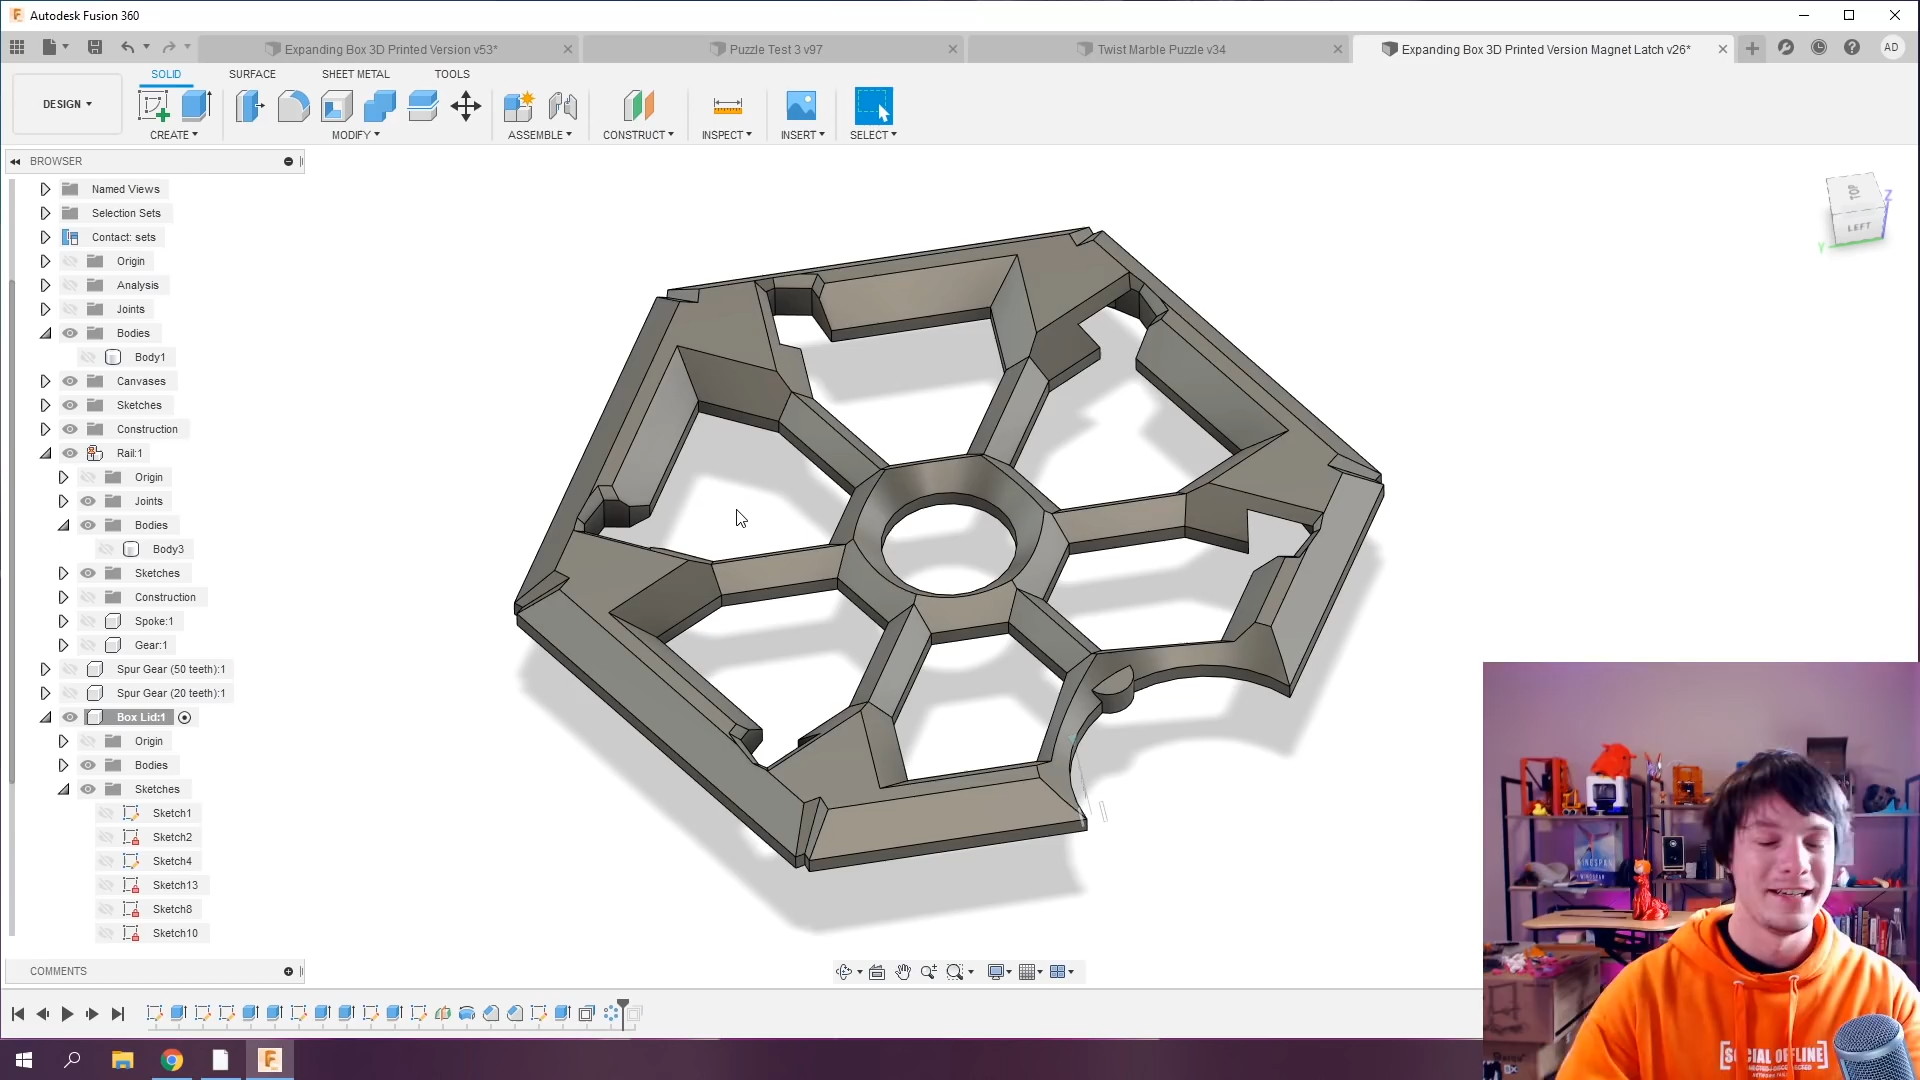 Autodesk Fusion 360
Expanding Box 3D Printed Version v53*
Puzzle Test 3 v97
Twist Marble Puzzle v34
Expanding Box 3D Printed Version Magnet Latch v26*
AD
DESIGN
SOLID
SURFACE
SHEET METAL
TOOLS
CREATE
MODIFY
ASSEMBLE
CONSTRUCT
INSPECT
INSERT
SELECT
BROWSER
Named Views
Selection Sets
Contact: sets
Origin
Analysis
Joints
Bodies
Body1
Canvases
Sketches
Construction
Rail:1
Origin
Joints
Bodies
Body3
Sketches
Construction
Spoke:1
Gear:1
Spur Gear (50 teeth):1
Spur Gear (20 teeth):1
Box Lid:1
Origin
Bodies
Sketches
Sketch1
Sketch2
Sketch4
Sketch13
Sketch8
Sketch10
COMMENTS
TOP
LEFT
Z
Y
WINGSPAN
SOCIAL OFFLINE